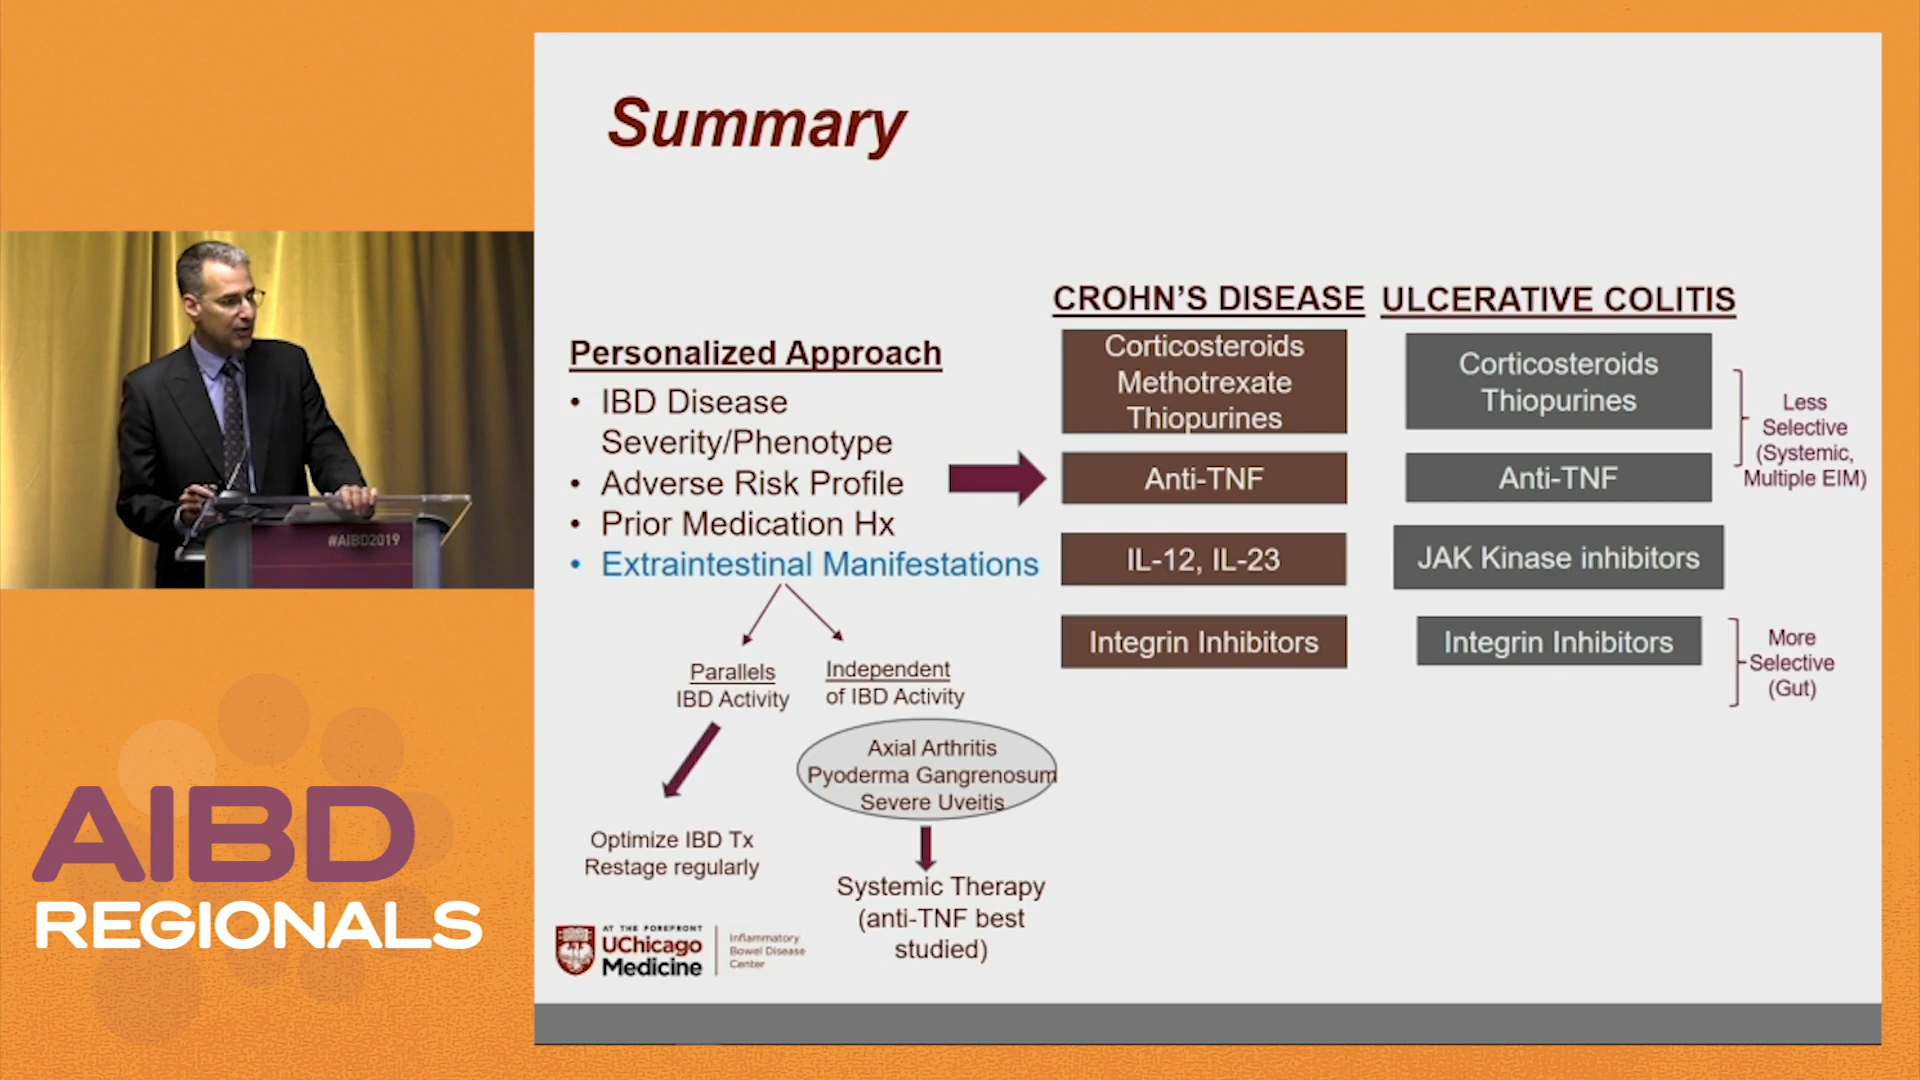 Summary
Personalized Approach
• IBD Disease
Severity/Phenotype
• Adverse Risk Profile
• Prior Medication Hx
• Extraintestinal Manifestations
Parallels
IBD Activity
Independent
of IBD Activity
Optimize IBD Tx
Restage regularly
Axial Arthritis
Pyoderma Gangrenosum
Severe Uveitis
Systemic Therapy
(anti-TNF best
studied)
CROHN'S DISEASE
Corticosteroids
Methotrexate
Thiopurines
Anti-TNF
IL-12, IL-23
Integrin Inhibitors
ULCERATIVE COLITIS
Corticosteroids
Thiopurines
Anti-TNF
JAK Kinase inhibitors
Integrin Inhibitors
Less
Selective
(Systemic,
Multiple EIM)
More
Selective
(Gut)
AT THE FOREFRONT
UChicago
Medicine
Inflammatory
Bowel Disease
Center
#AIBD2019
AIBD
REGIONALS